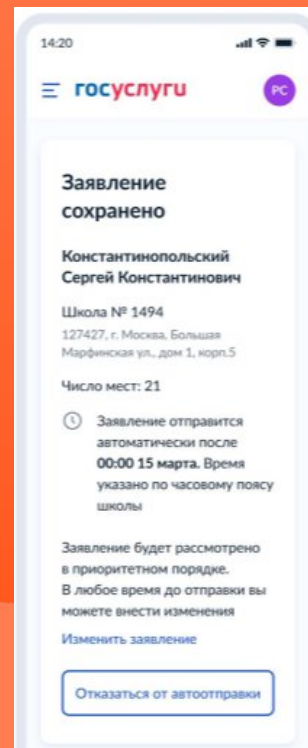 14:20
госуслуги
РС
Заявление
сохранено
Константинопольский
Сергей Константинович
Школа № 1494
127427, г. Москва, Большая
Марфинская ул., дом 1, корп.5
Число мест: 21
Заявление отправится
автоматически после
00:00 15 марта. Время
указано по часовому поясу
школы
Заявление будет рассмотрено
в приоритетном порядке.
В любое время до отправки вы
можете внести изменения
Изменить заявление
Отказаться от автоотправки